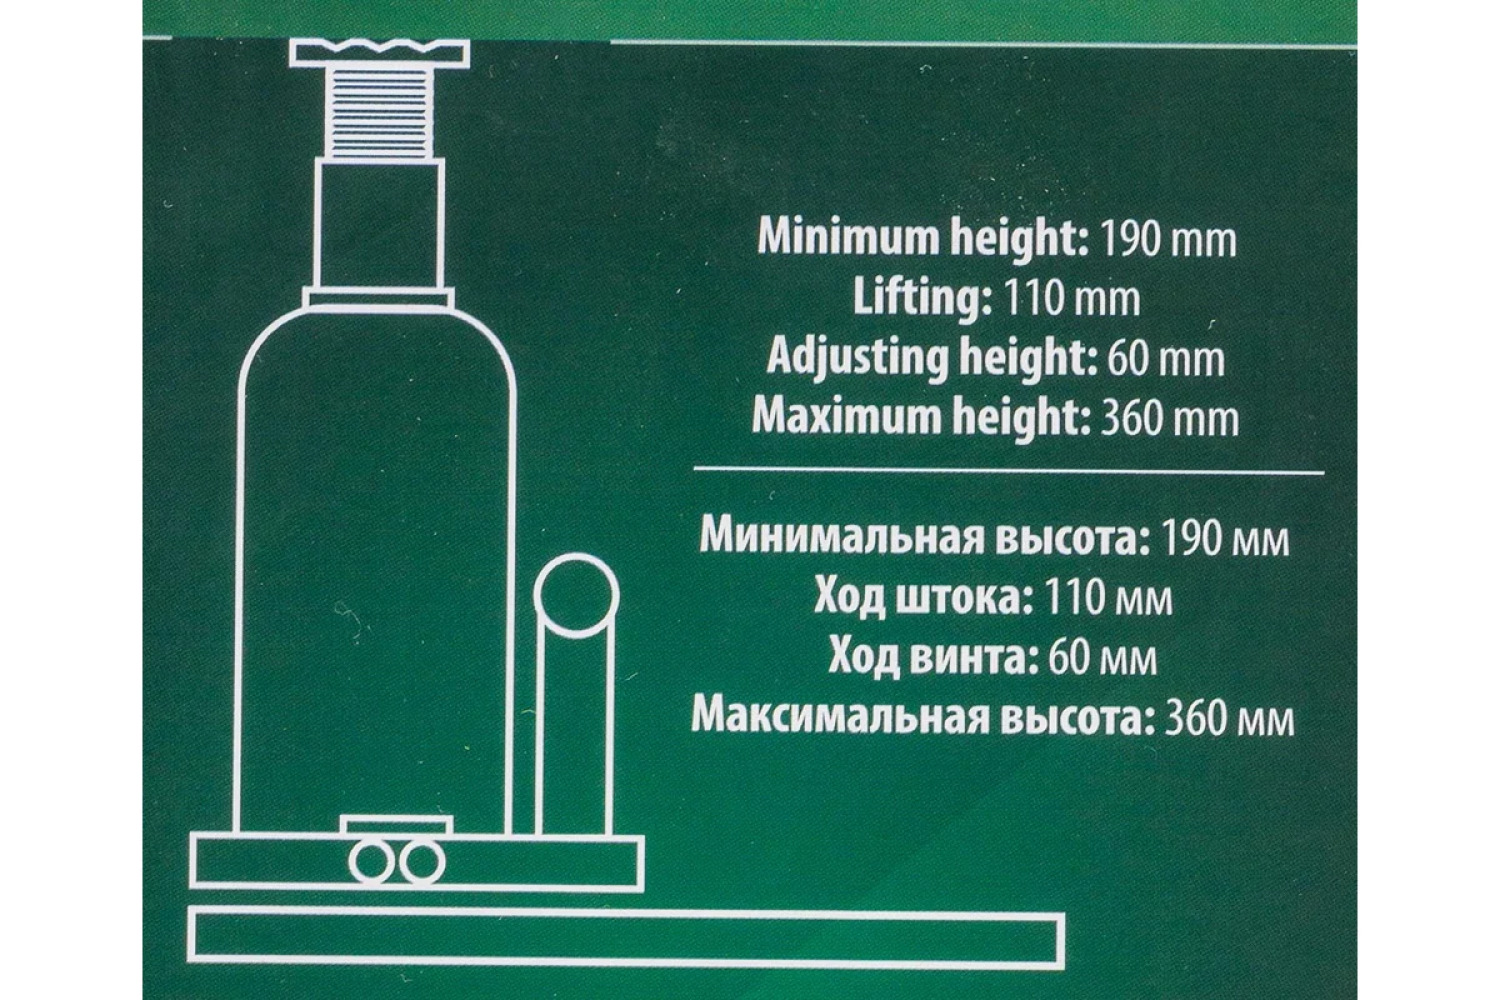 Minimum height: 190 mm
Lifting: 110 mm
Adjusting height: 60 mm
Maximum height: 360 mm
Минимальная высота: 190 мм
Ход штока: 110 мм
Ход винта: 60 мм
Максимальная высота: 360 мм